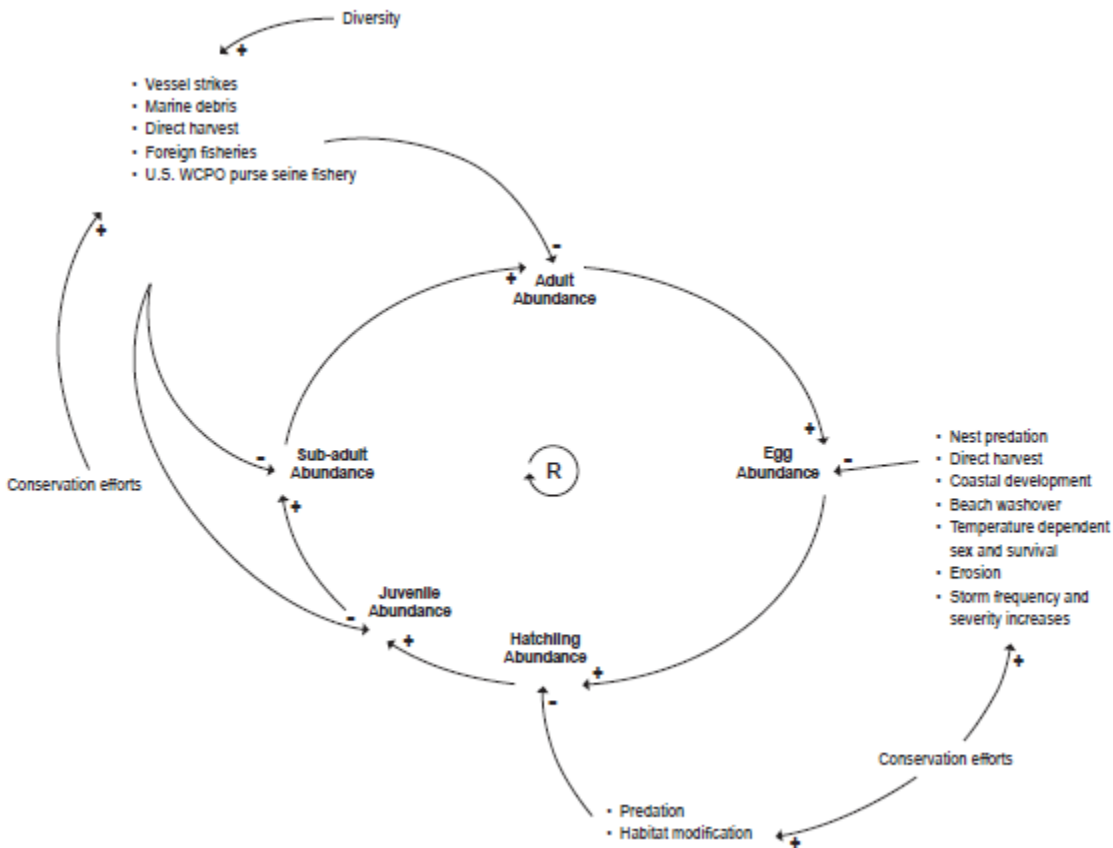 Diversity
+
• Vessel strikes
• Marine debris
• Direct harvest
• Foreign fisheries
• U.S. WCPO purse seine fishery
+
-
+
Adult
Abundance
+
Egg
Abundance
-
• Nest predation
• Direct harvest
• Coastal development
• Beach washover
• Temperature dependent
sex and survival
• Erosion
• Storm frequency and
severity increases
-
Sub-adult
Abundance
+
R
Conservation efforts
Juvenile
Abundance
-
+
Hatchling
Abundance
+
-
+
Conservation efforts
• Predation
• Habitat modification
+